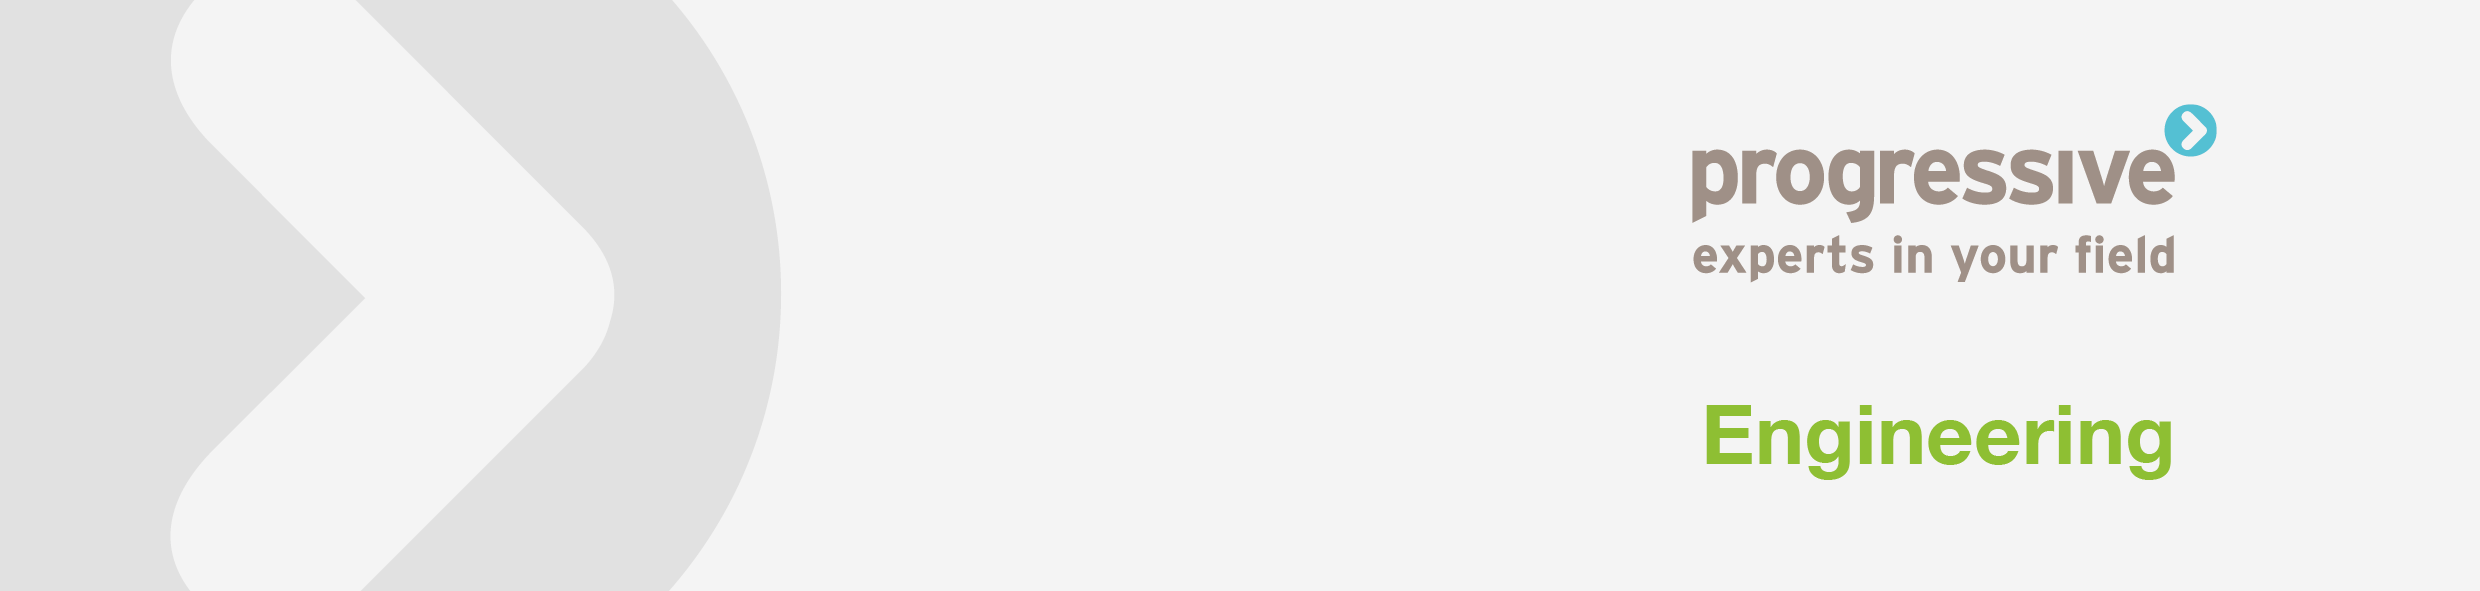 progressive
experts in your field
Engineering